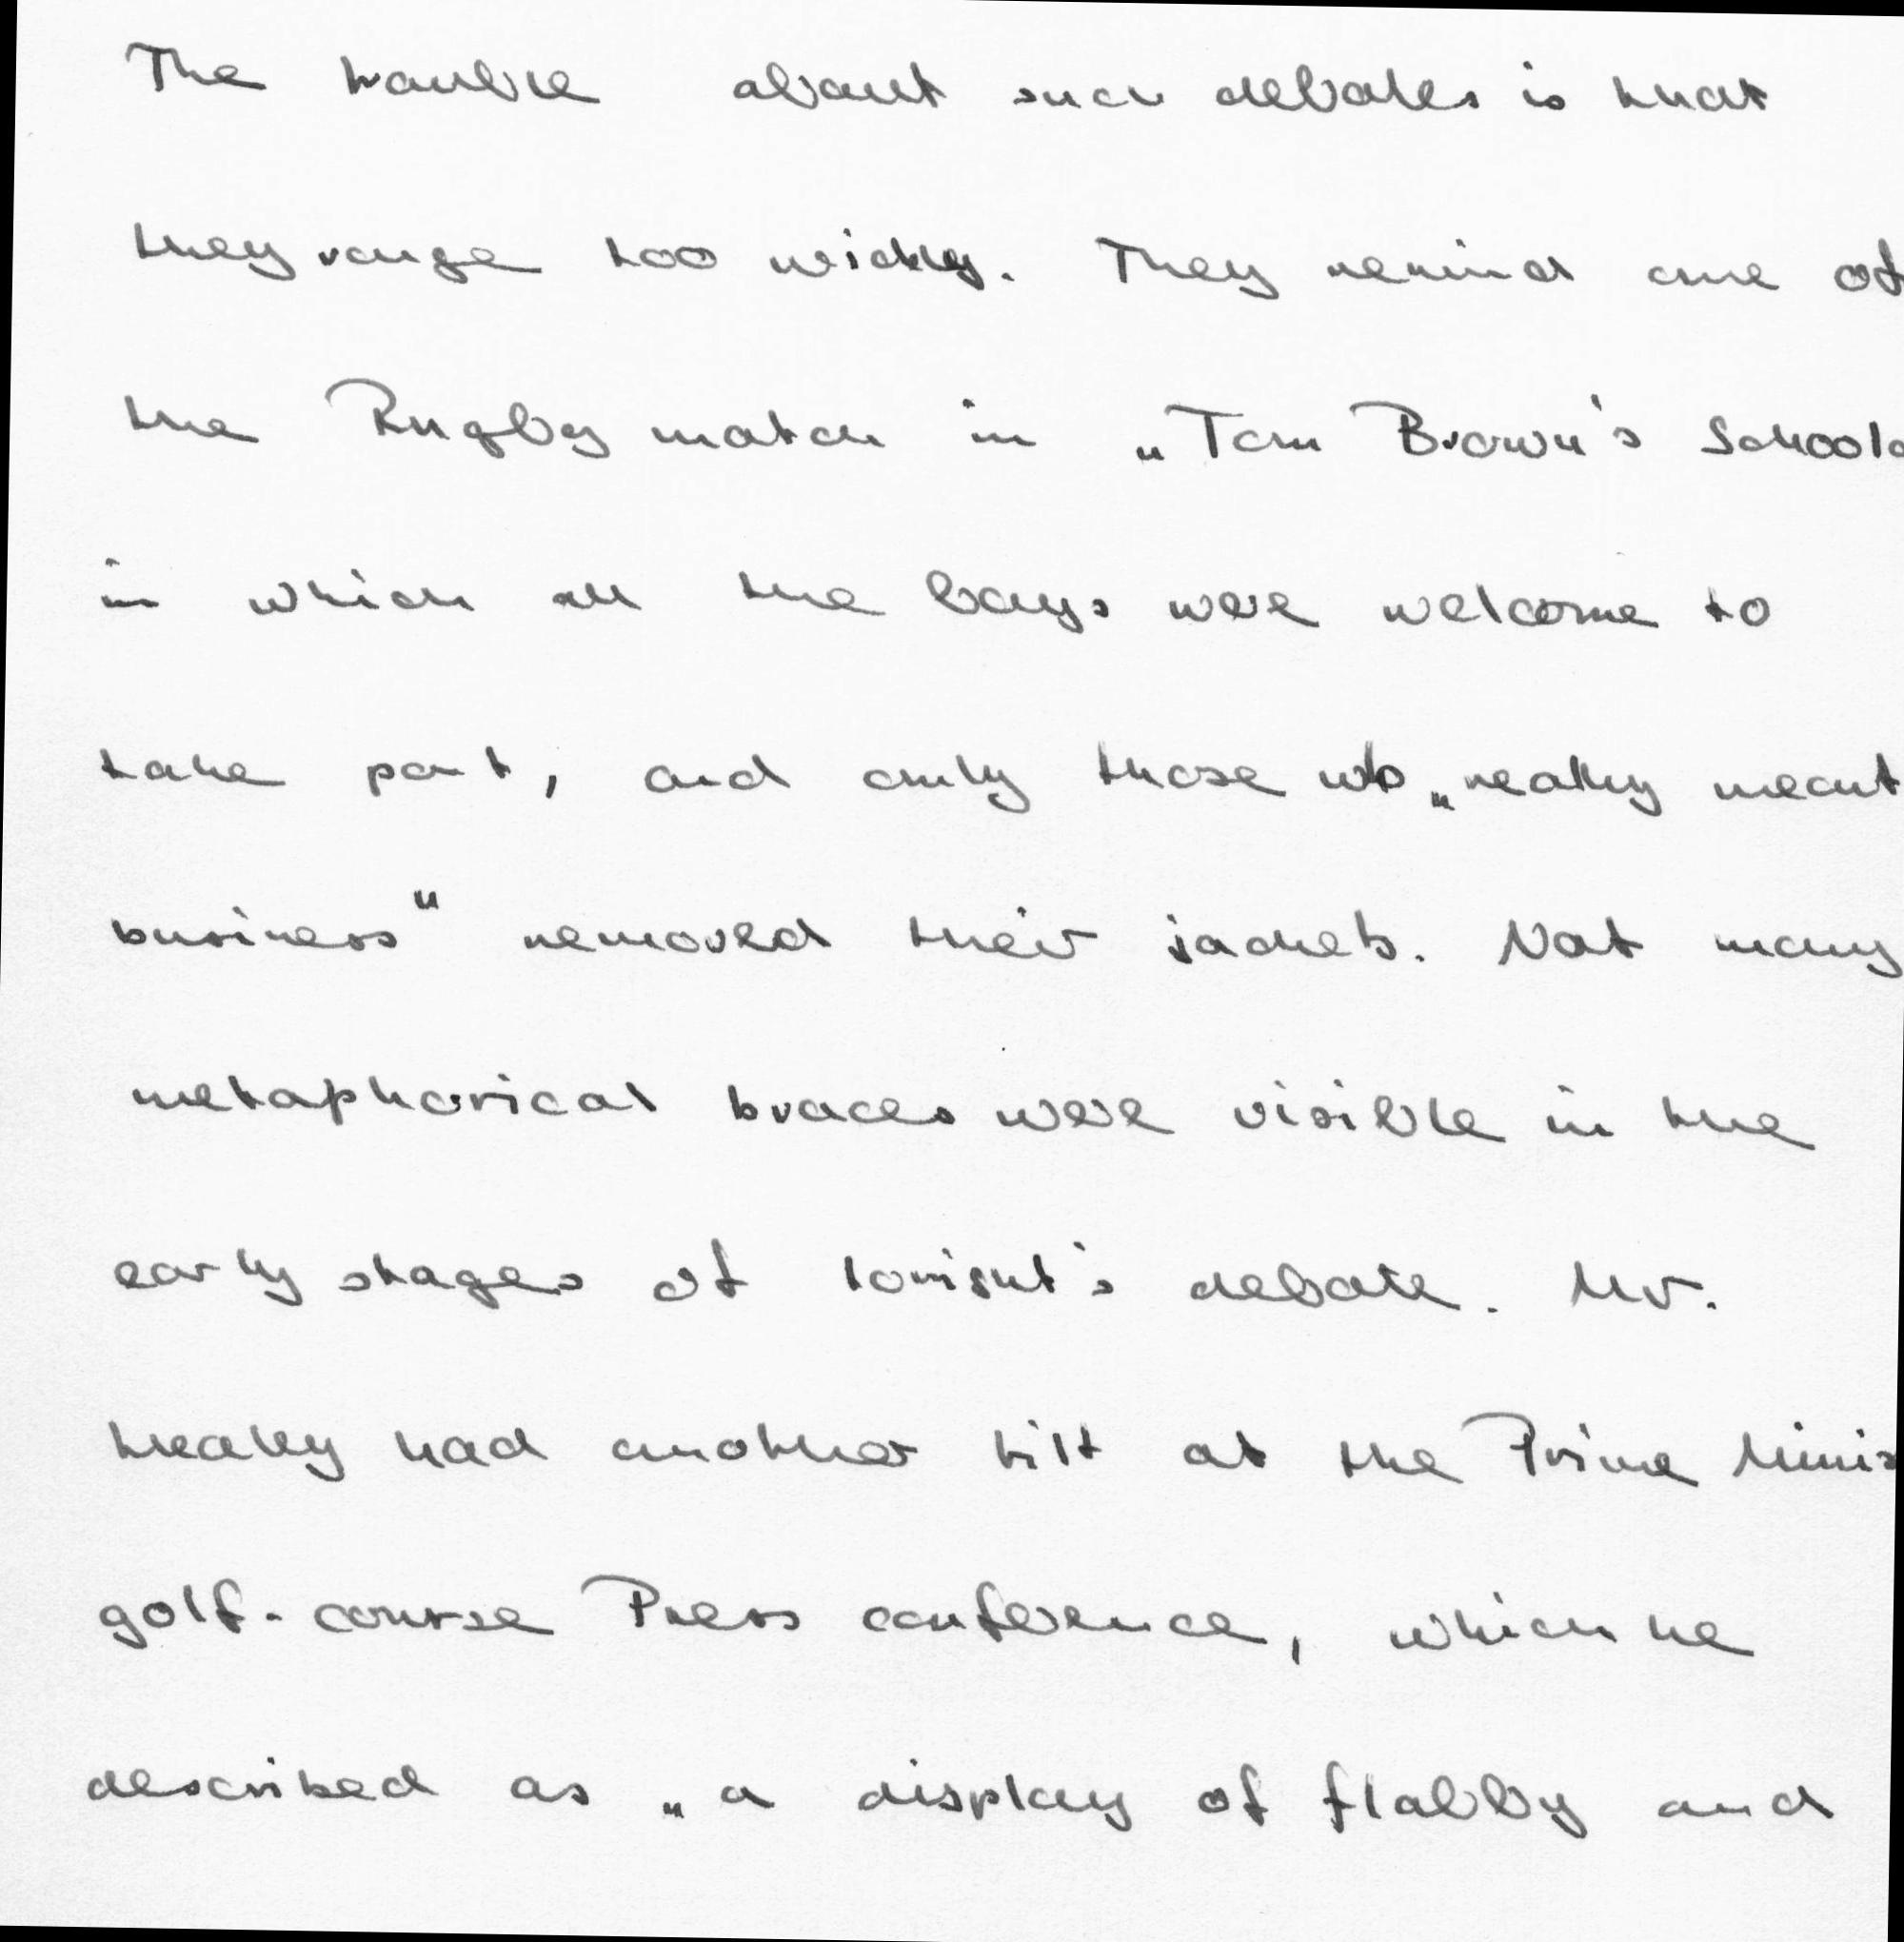 The trouble about such debates is that
they range too widely. They remind one of
the Rugby match in „Tom Brown's Schoold
in which all the boys were welcome to
take part, and only those who „really meant
business" removed their jackets. Not many
metaphorical braces were visible in the
early stages of tonight's debate. Mr.
Healey had another tilt at the Prime Minis
golf-course Press conference, which he
described as „a display of flabby and